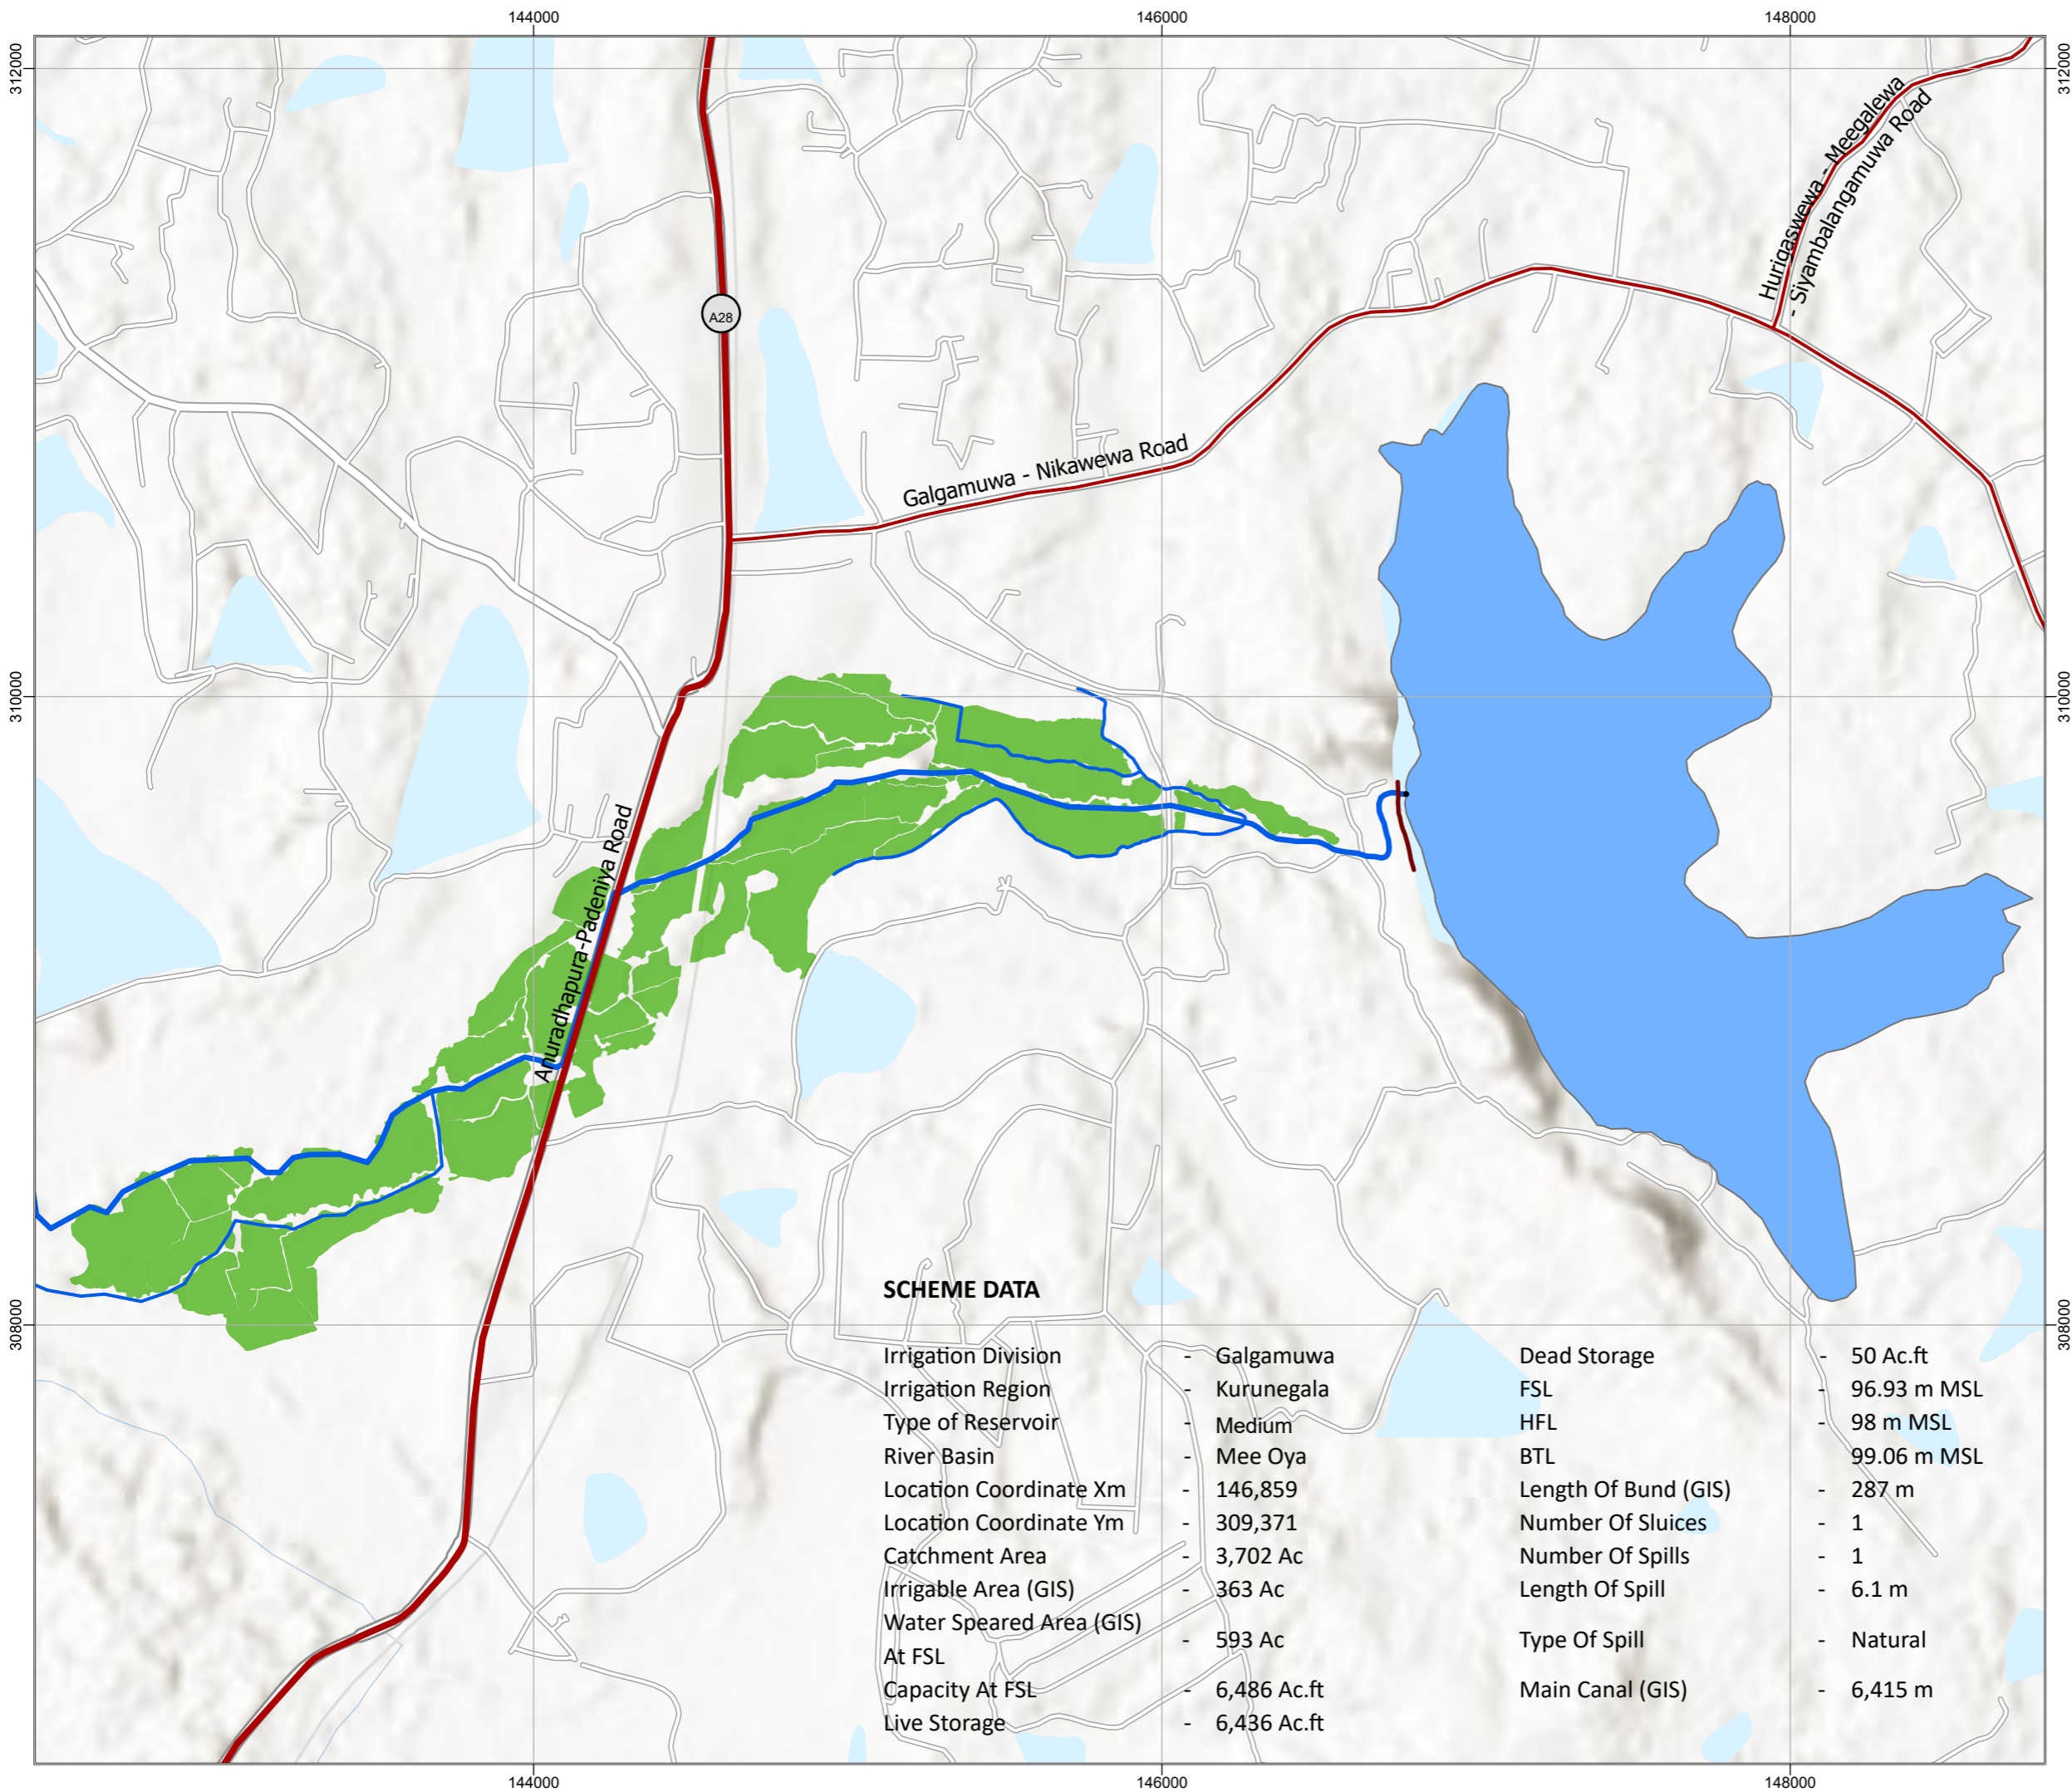 144000 146000 148000
312000 312000
Hurigaswewa - Meegalewa
- Siyambalangamuwa Road
A28
Galgamuwa - Nikawewa Road
310000 310000
Anuradhapura-Padeniya Road
SCHEME DATA
308000 308000
Irrigation Division - Galgamuwa Dead Storage - 50 Ac.ft
Irrigation Region - Kurunegala FSL - 96.93 m MSL
Type of Reservoir - Medium HFL - 98 m MSL
River Basin - Mee Oya BTL - 99.06 m MSL
Location Coordinate Xm - 146,859 Length Of Bund (GIS) - 287 m
Location Coordinate Ym - 309,371 Number Of Sluices - 1
Catchment Area - 3,702 Ac Number Of Spills - 1
Irrigable Area (GIS) - 363 Ac Length Of Spill - 6.1 m
Water Speared Area (GIS)
At FSL - 593 Ac Type Of Spill - Natural
Capacity At FSL - 6,486 Ac.ft Main Canal (GIS) - 6,415 m
Live Storage - 6,436 Ac.ft
144000 146000 148000